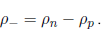 ρ₋ = ρₙ − ρₚ .